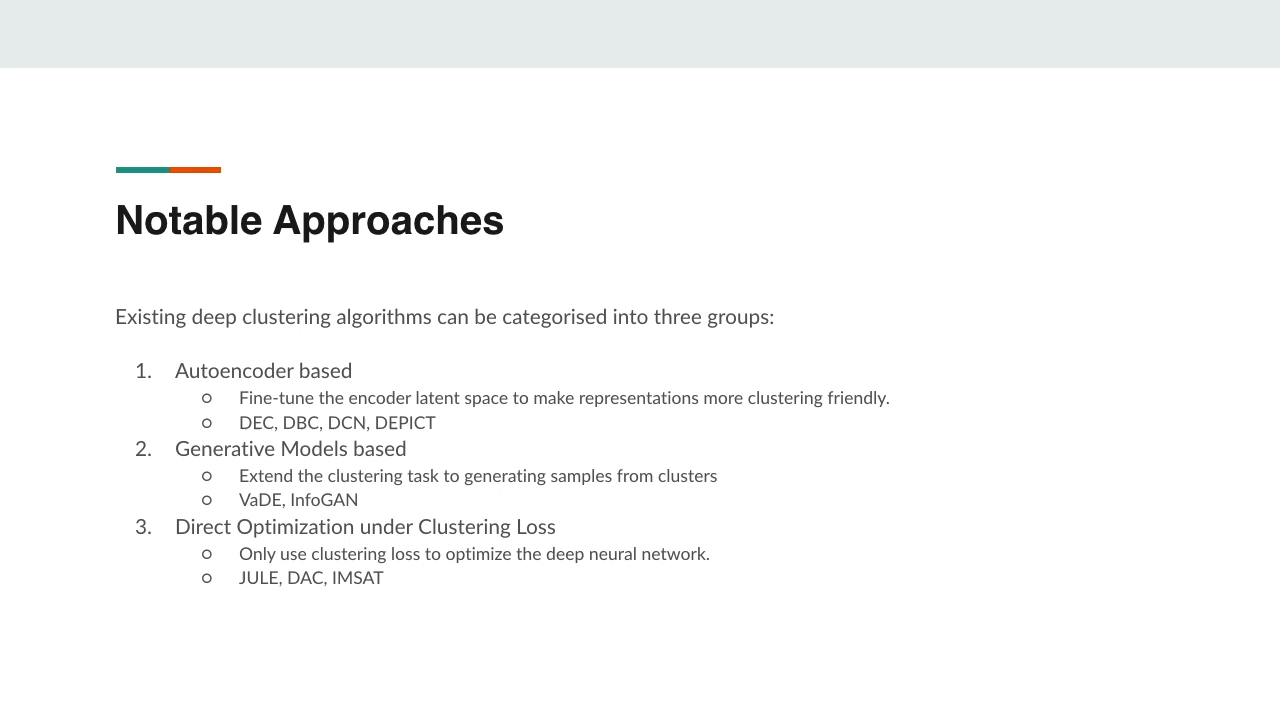 Notable Approaches
Existing deep clustering algorithms can be categorised into three groups:
1. Autoencoder based
○ Fine-tune the encoder latent space to make representations more clustering friendly.
○ DEC, DBC, DCN, DEPICT
2. Generative Models based
○ Extend the clustering task to generating samples from clusters
○ VaDE, InfoGAN
3. Direct Optimization under Clustering Loss
○ Only use clustering loss to optimize the deep neural network.
○ JULE, DAC, IMSAT